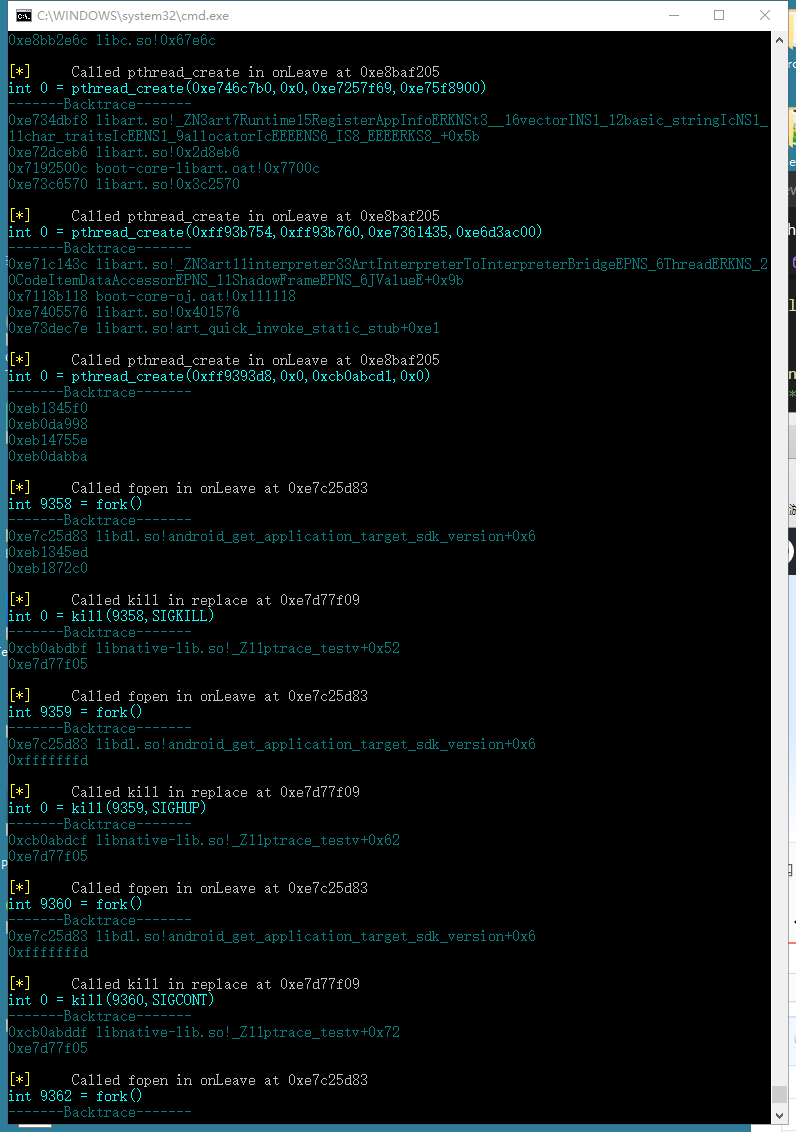 C:\WINDOWS\system32\cmd.exe
0xe8bb2e6c libc.so!0x67e6c
[*] Called pthread_create in onLeave at 0xe8baf205
int 0 = pthread_create(0xe746c7b0,0x0,0xe7257f69,0xe75f8900)
-------Backtrace-------
0xe734dbf8 libart.so!_ZN3art7Runtime15RegisterAppInfoERKNSt3__16vectorINS1_12basic_stringIcNS1_
11char_traitsIcEENS1_9allocatorIcEEEENS6_IS8_EEEERKS8_+0x5b
0xe72dceb6 libart.so!0x2d8eb6
0x7192500c boot-core-libart.oat!0x7700c
0xe73c6570 libart.so!0x3c2570
[*] Called pthread_create in onLeave at 0xe8baf205
int 0 = pthread_create(0xff93b754,0xff93b760,0xe7361435,0xe6d3ac00)
-------Backtrace-------
0xe71c143c libart.so!_ZN3art11interpreter33ArtInterpreterToInterpreterBridgeEPNS_6ThreadERKNS_2
0CodeItemDataAccessorEPNS_11ShadowFrameEPNS_6JValueE+0x9b
0x7118b118 boot-core-oj.oat!0x111118
0xe7405576 libart.so!0x401576
0xe73dec7e libart.so!art_quick_invoke_static_stub+0xe1
[*] Called pthread_create in onLeave at 0xe8baf205
int 0 = pthread_create(0xff9393d8,0x0,0xcb0abcd1,0x0)
-------Backtrace-------
0xeb1345f0
0xeb0da998
0xeb14755e
0xeb0dabba
[*] Called fopen in onLeave at 0xe7c25d83
int 9358 = fork()
-------Backtrace-------
0xe7c25d83 libdl.so!android_get_application_target_sdk_version+0x6
0xeb1345ed
0xeb1872c0
[*] Called kill in replace at 0xe7d77f09
int 0 = kill(9358,SIGKILL)
-------Backtrace-------
0xcb0abdbf libnative-lib.so!_Z11ptrace_testv+0x52
0xe7d77f05
[*] Called fopen in onLeave at 0xe7c25d83
int 9359 = fork()
-------Backtrace-------
0xe7c25d83 libdl.so!android_get_application_target_sdk_version+0x6
0xfffffffd
[*] Called kill in replace at 0xe7d77f09
int 0 = kill(9359,SIGHUP)
-------Backtrace-------
0xcb0abdcf libnative-lib.so!_Z11ptrace_testv+0x62
0xe7d77f05
[*] Called fopen in onLeave at 0xe7c25d83
int 9360 = fork()
-------Backtrace-------
0xe7c25d83 libdl.so!android_get_application_target_sdk_version+0x6
0xfffffffd
[*] Called kill in replace at 0xe7d77f09
int 0 = kill(9360,SIGCONT)
-------Backtrace-------
0xcb0abddf libnative-lib.so!_Z11ptrace_testv+0x72
0xe7d77f05
[*] Called fopen in onLeave at 0xe7c25d83
int 9362 = fork()
-------Backtrace-------